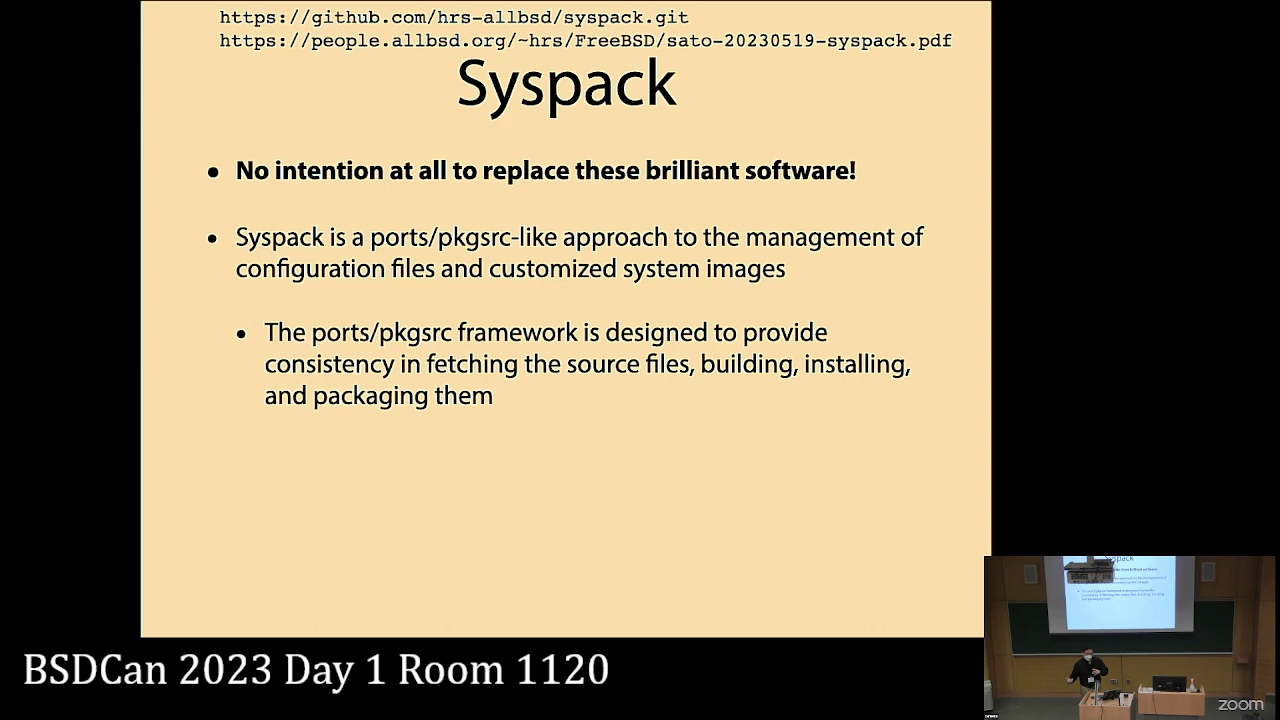 https://github.com/hrs-allbsd/syspack.git
https://people.allbsd.org/~hrs/FreeBSD/sato-20230519-syspack.pdf
Syspack
• No intention at all to replace these brilliant software!
• Syspack is a ports/pkgsrc-like approach to the management of
configuration files and customized system images
• The ports/pkgsrc framework is designed to provide
consistency in fetching the source files, building, installing,
and packaging them
BSDCan 2023 Day 1 Room 1120
Syspack
zoom